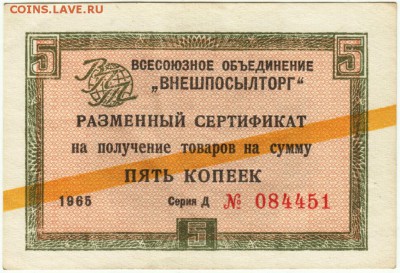 COINS.LAVE.RU
5 5
ВСЕСОЮЗНОЕ ОБЪЕДИНЕНИЕ
„ВНЕШПОСЫЛТОРГ“
РАЗМЕННЫЙ СЕРТИФИКАТ
на получение товаров на сумму
ПЯТЬ КОПЕЕК
1965 Серия Д № 084451
5